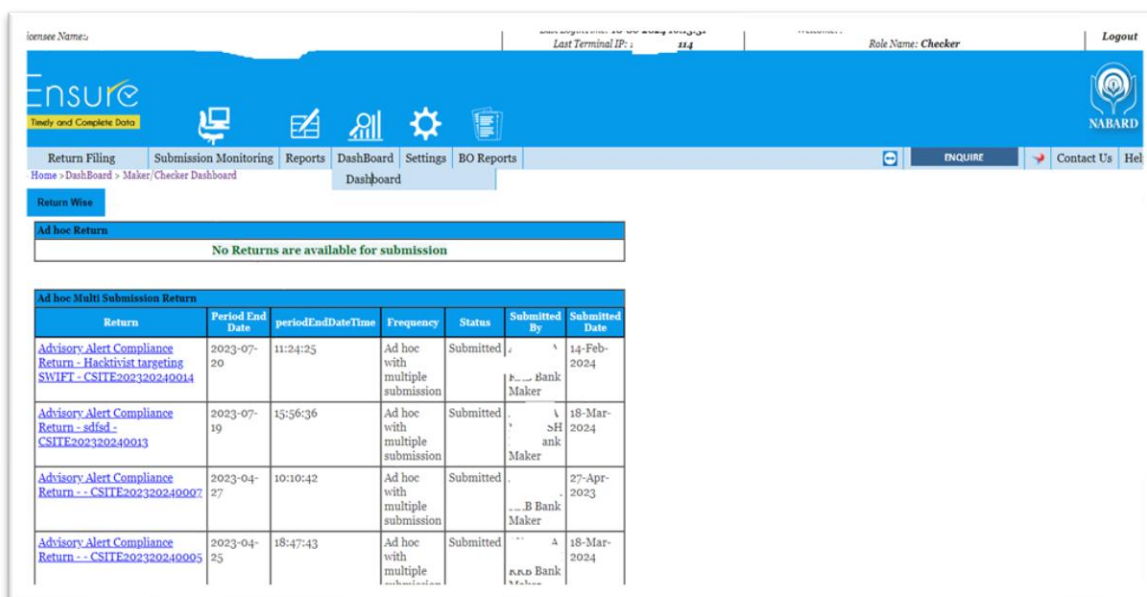 icensee Name:
Last Terminal IP: 114
Role Name: Checker
Logout
Ensure
Timely and Complete Data
NABARD
Return Filing Submission Monitoring Reports DashBoard Settings BO Reports ENQUIRE Contact Us Hel
Home > DashBoard > Maker/Checker Dashboard
Dashboard
Return Wise
Ad hoc Return
No Returns are available for submission
Ad hoc Multi Submission Return
Return Period End Date periodEndDateTime Frequency Status Submitted By Submitted Date
Advisory Alert Compliance
Return - Hacktivist targeting
SWIFT - CSITE202320240014
2023-07-
20
11:24:25
Ad hoc
with
multiple
submission
Submitted
Bank
Maker
14-Feb-
2024
Advisory Alert Compliance
Return - sdfsd -
CSITE202320240013
2023-07-
19
15:56:36
Ad hoc
with
multiple
submission
Submitted
SH
ank
Maker
18-Mar-
2024
Advisory Alert Compliance
Return - - CSITE202320240007
2023-04-
27
10:10:42
Ad hoc
with
multiple
submission
Submitted
B Bank
Maker
27-Apr-
2023
Advisory Alert Compliance
Return - - CSITE202320240005
2023-04-
25
18:47:43
Ad hoc
with
multiple
Submitted
A
Bank
18-Mar-
2024